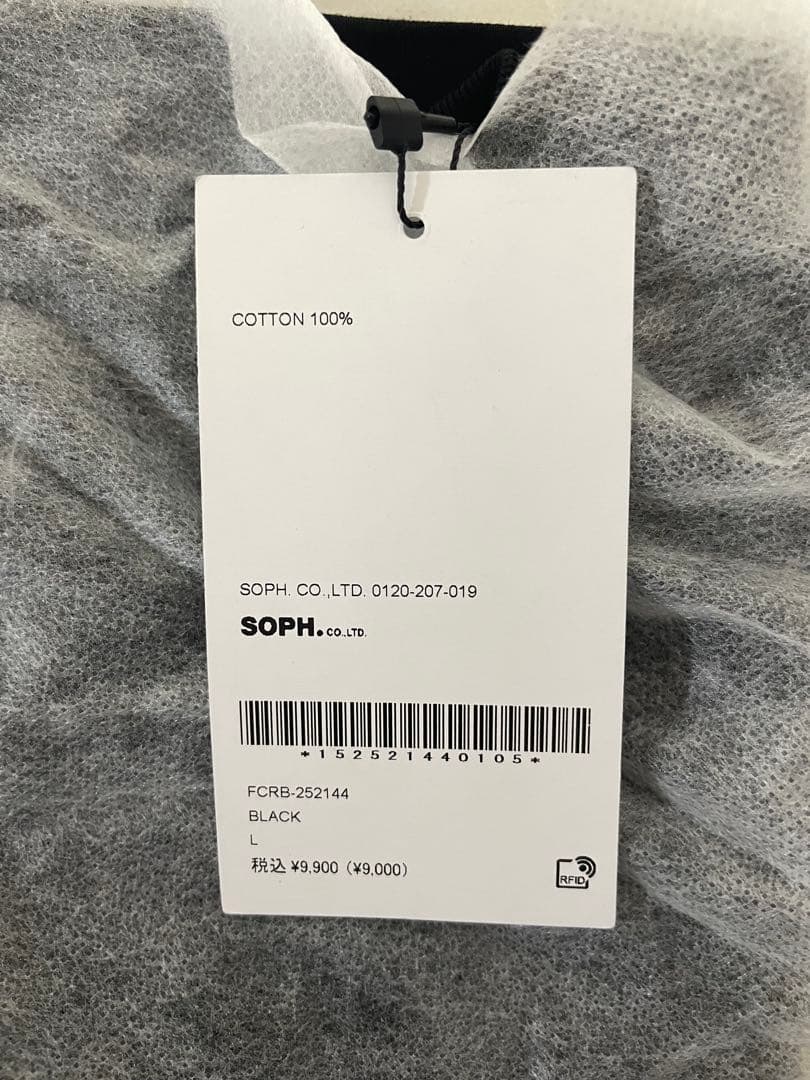 COTTON 100%
SOPH. CO.,LTD. 0120-207-019
SOPH.CO.,LTD.
*152521440105*
FCRB-252144
BLACK
L
税込 ¥9,900 (¥9,000)
RFID